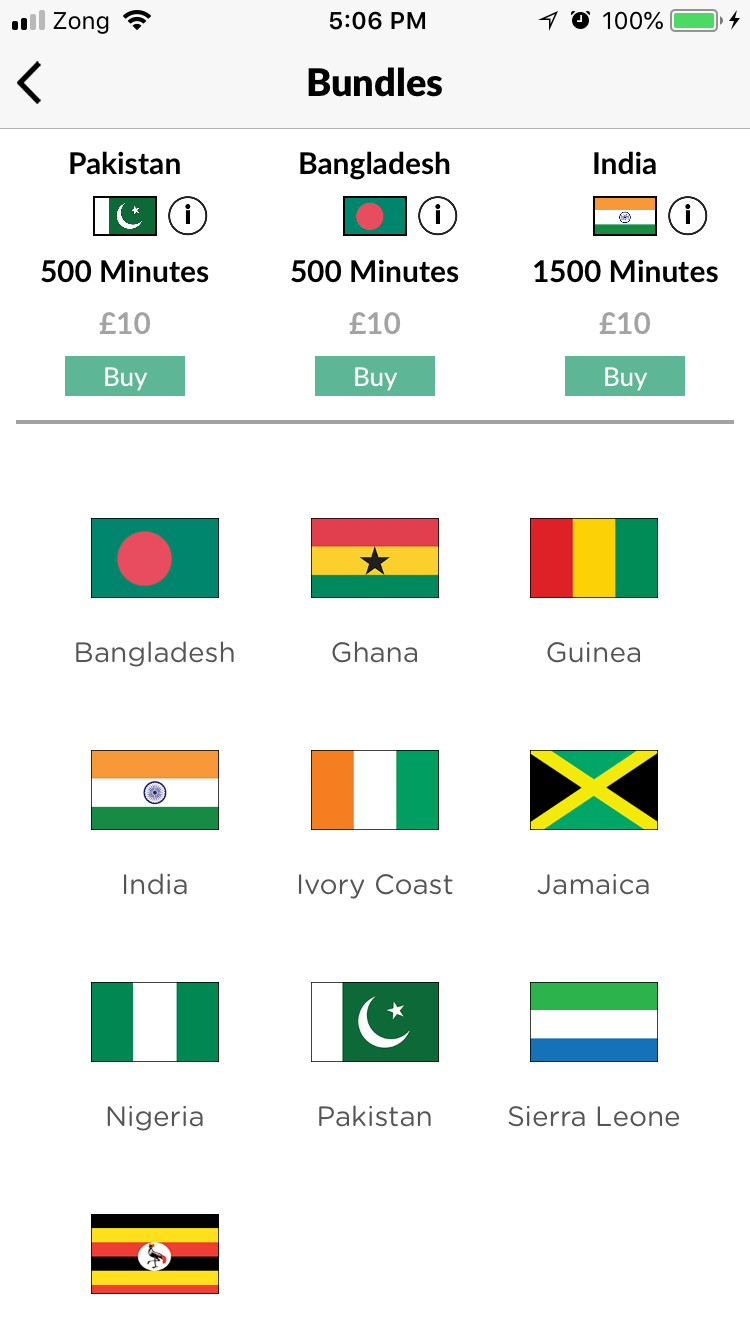 Zong 5:06 PM 100%
Bundles
Pakistan Bangladesh India
i i i
500 Minutes 500 Minutes 1500 Minutes
£10 £10 £10
Buy Buy Buy
Bangladesh Ghana Guinea
India Ivory Coast Jamaica
Nigeria Pakistan Sierra Leone